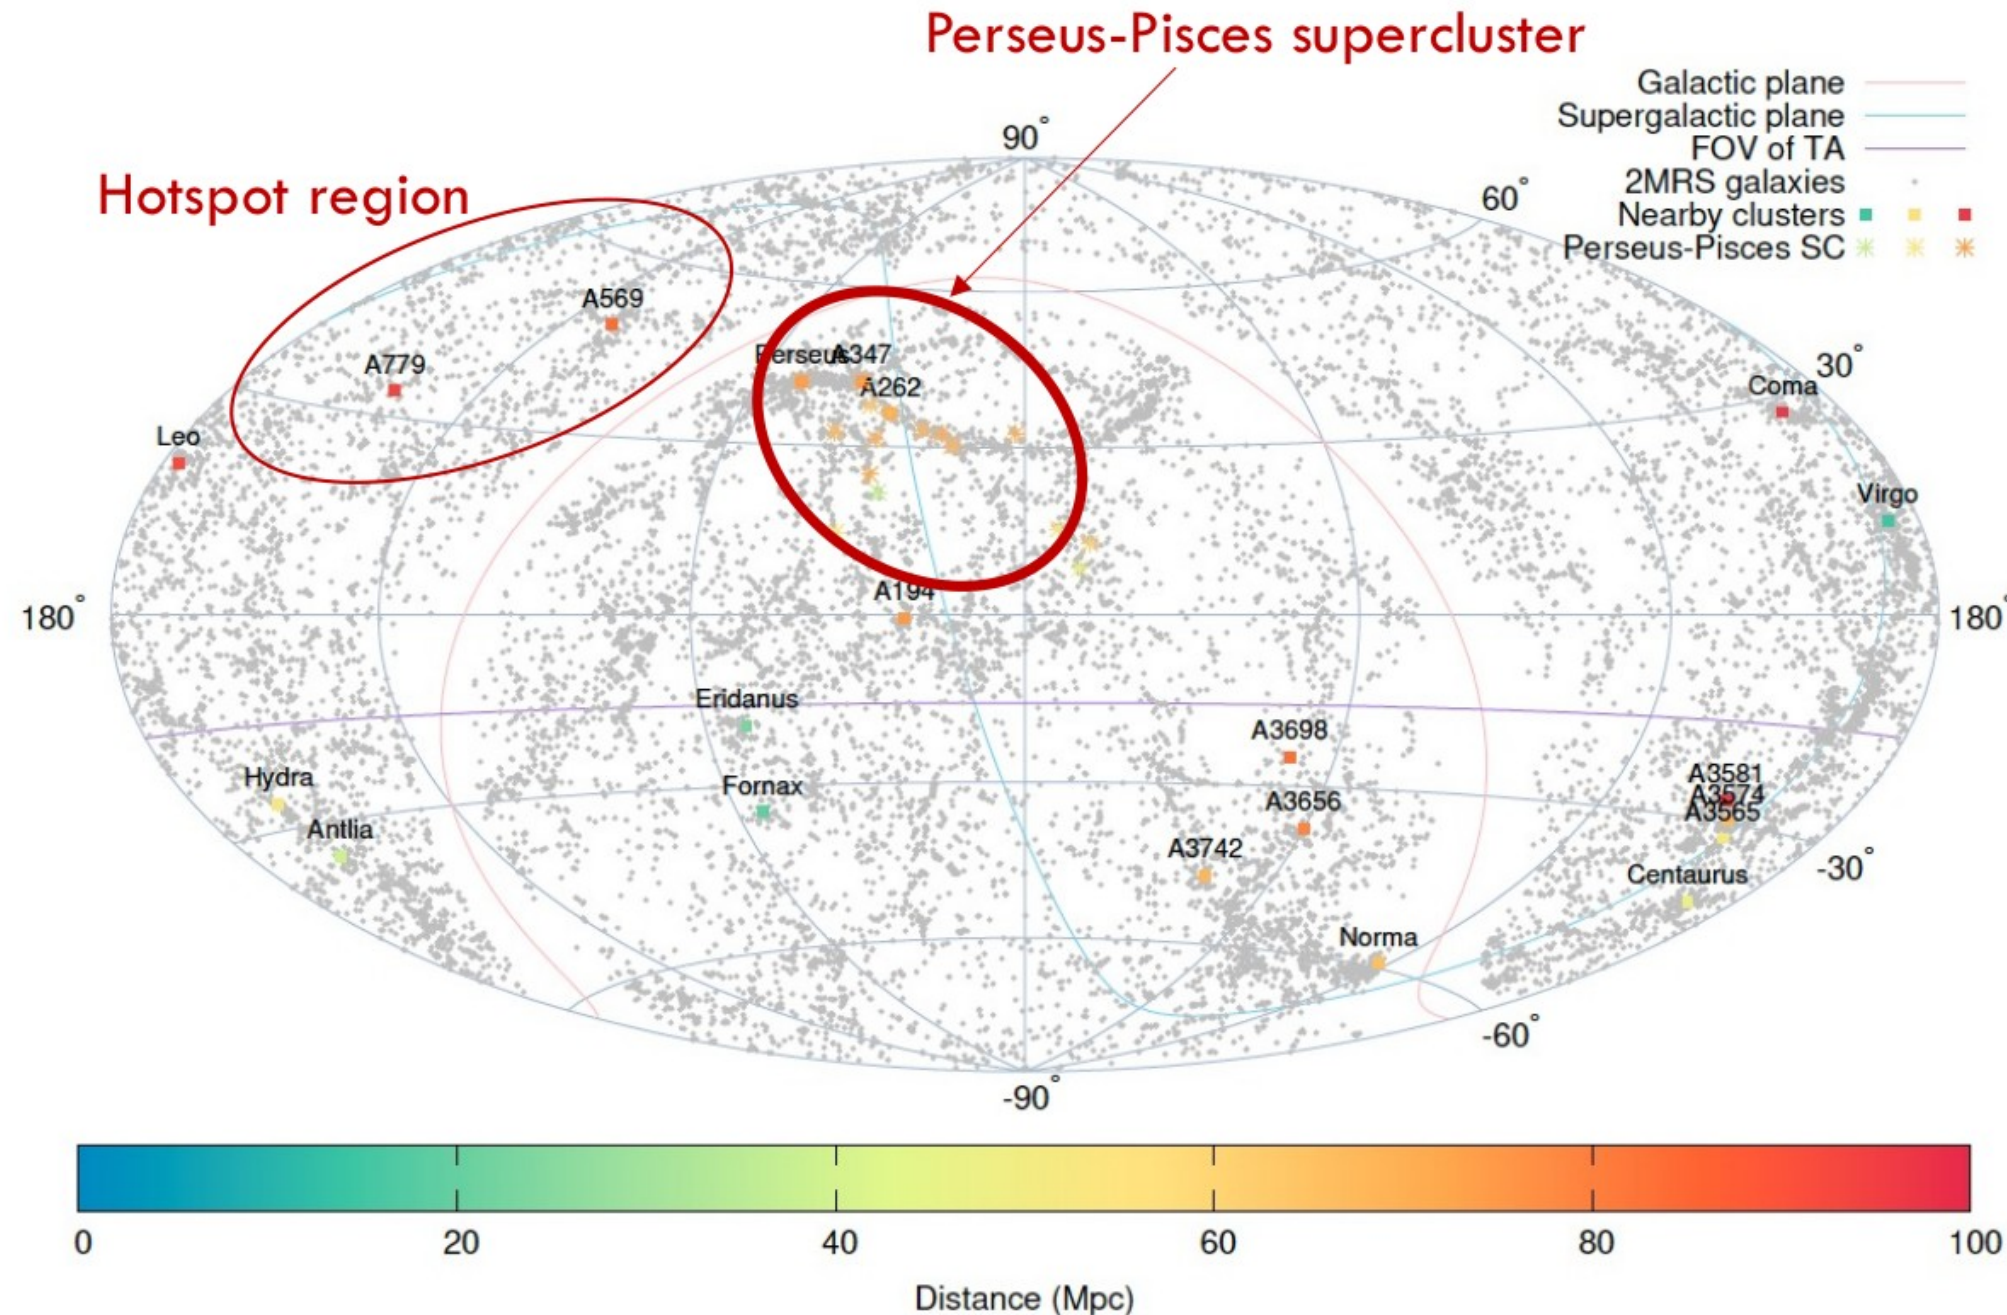 Perseus-Pisces supercluster
Galactic plane
Supergalactic plane
FOV of TA
2MRS galaxies
Nearby clusters
Perseus-Pisces SC
90°
60°
Hotspot region
A569
Perseus
A347
A779
A262
30°
Coma
Leo
Virgo
A194
180°
180°
Eridanus
A3698
Hydra
Fornax
A3581
A3574
A3565
A3656
Antlia
A3742
Centaurus
-30°
Norma
-60°
-90°
0 20 40 60 80 100
Distance (Mpc)